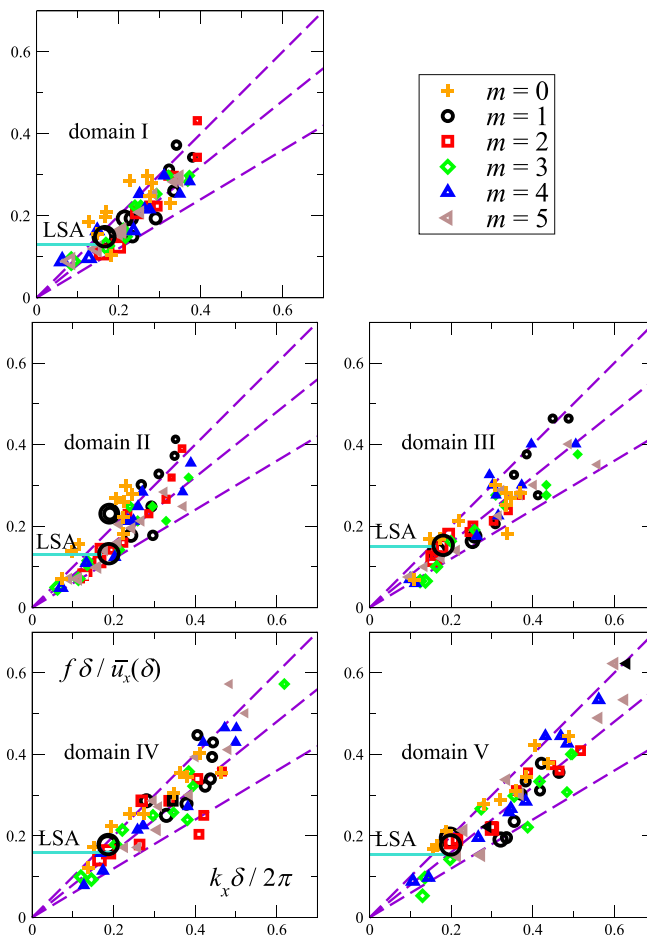 0.6
0.4
0.2
0
domain I
LSA
0 0.2 0.4 0.6
m = 0
m = 1
m = 2
m = 3
m = 4
m = 5
0.6
0.4
0.2
0
domain II
LSA
0 0.2 0.4 0.6
0.6
0.4
0.2
0
domain III
LSA
0 0.2 0.4 0.6
0.6
0.4
0.2
0
f δ / u̅ₓ(δ)
domain IV
LSA
kₓ δ / 2π
0 0.2 0.4 0.6
0.6
0.4
0.2
0
domain V
LSA
0 0.2 0.4 0.6